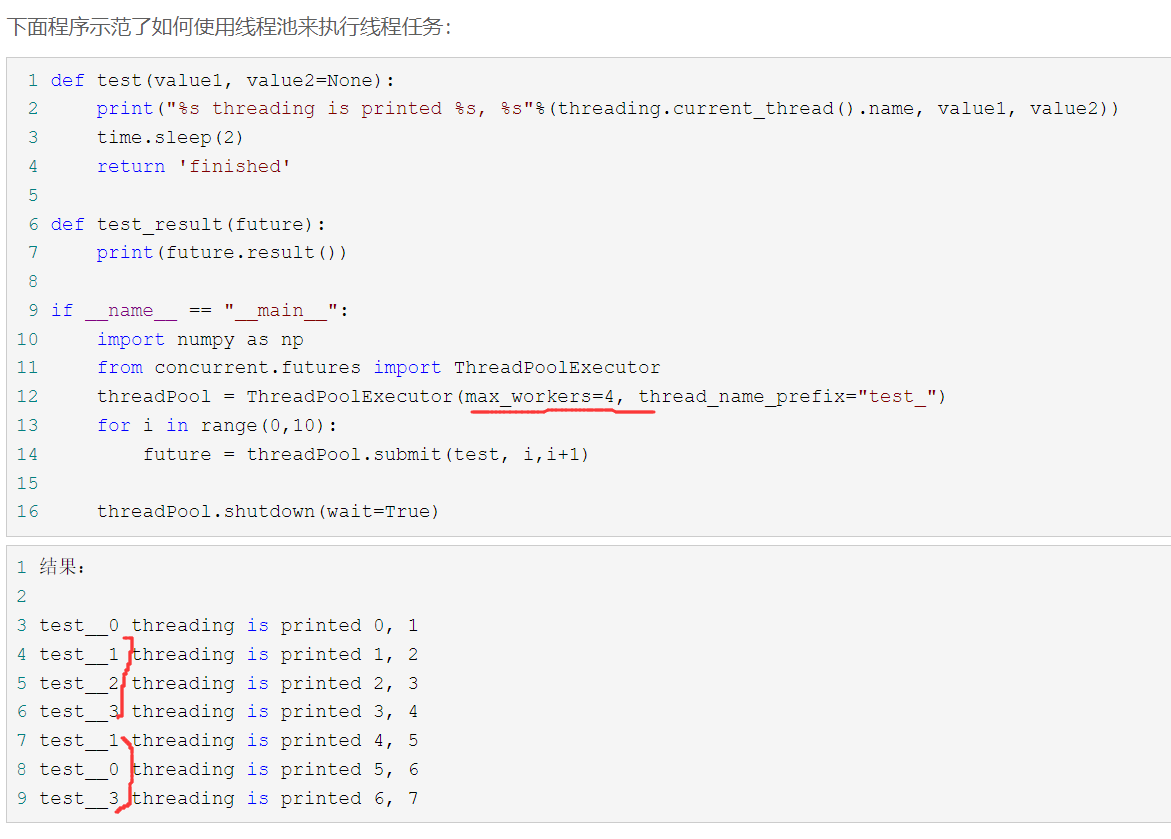 下面程序示范了如何使用线程池来执行线程任务：
1 def test(value1, value2=None):
2     print("%s threading is printed %s, %s"%(threading.current_thread().name, value1, value2))
3     time.sleep(2)
4     return 'finished'
5
6 def test_result(future):
7     print(future.result())
8
9 if __name__ == "__main__":
10     import numpy as np
11     from concurrent.futures import ThreadPoolExecutor
12     threadPool = ThreadPoolExecutor(max_workers=4, thread_name_prefix="test_")
13     for i in range(0,10):
14         future = threadPool.submit(test, i,i+1)
15
16     threadPool.shutdown(wait=True)
1 结果：
2
3 test__0 threading is printed 0, 1
4 test__1 threading is printed 1, 2
5 test__2 threading is printed 2, 3
6 test__3 threading is printed 3, 4
7 test__1 threading is printed 4, 5
8 test__0 threading is printed 5, 6
9 test__3 threading is printed 6, 7